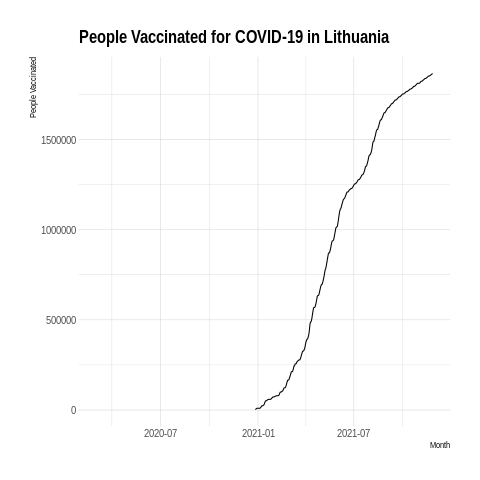 People Vaccinated for COVID-19 in Lithuania
People Vaccinated
1500000
1000000
500000
0
2020-07 2021-01 2021-07
Month